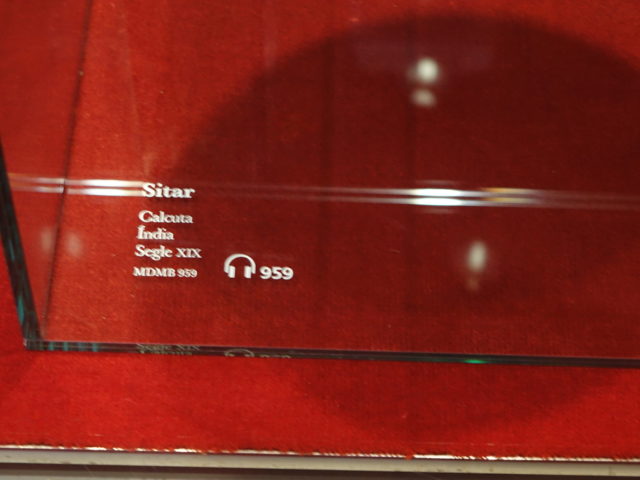 Sitar
Calcuta
Índia
Segle XIX
MDMB 959
959